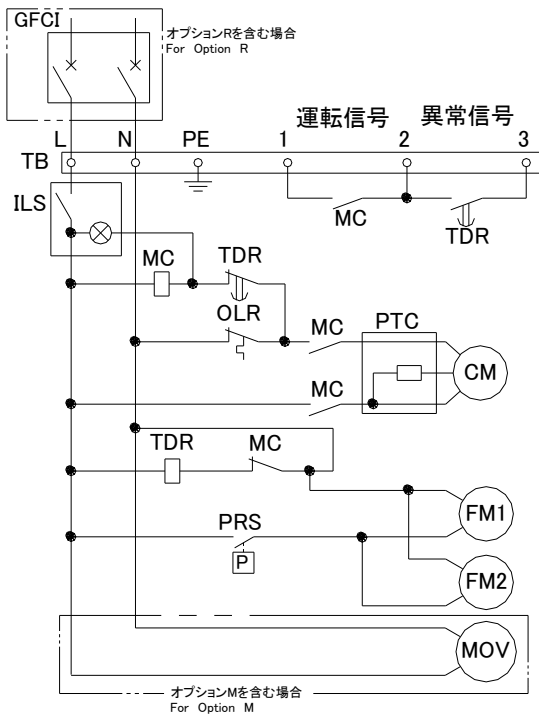 GFCI
オプションRを含む場合
For Option R
運転信号 異常信号
L N PE 1 2 3
TB
ILS
MC
TDR
MC TDR
OLR
MC PTC
CM
MC
TDR MC
FM1
PRS
P
FM2
MOV
オプションMを含む場合
For Option M